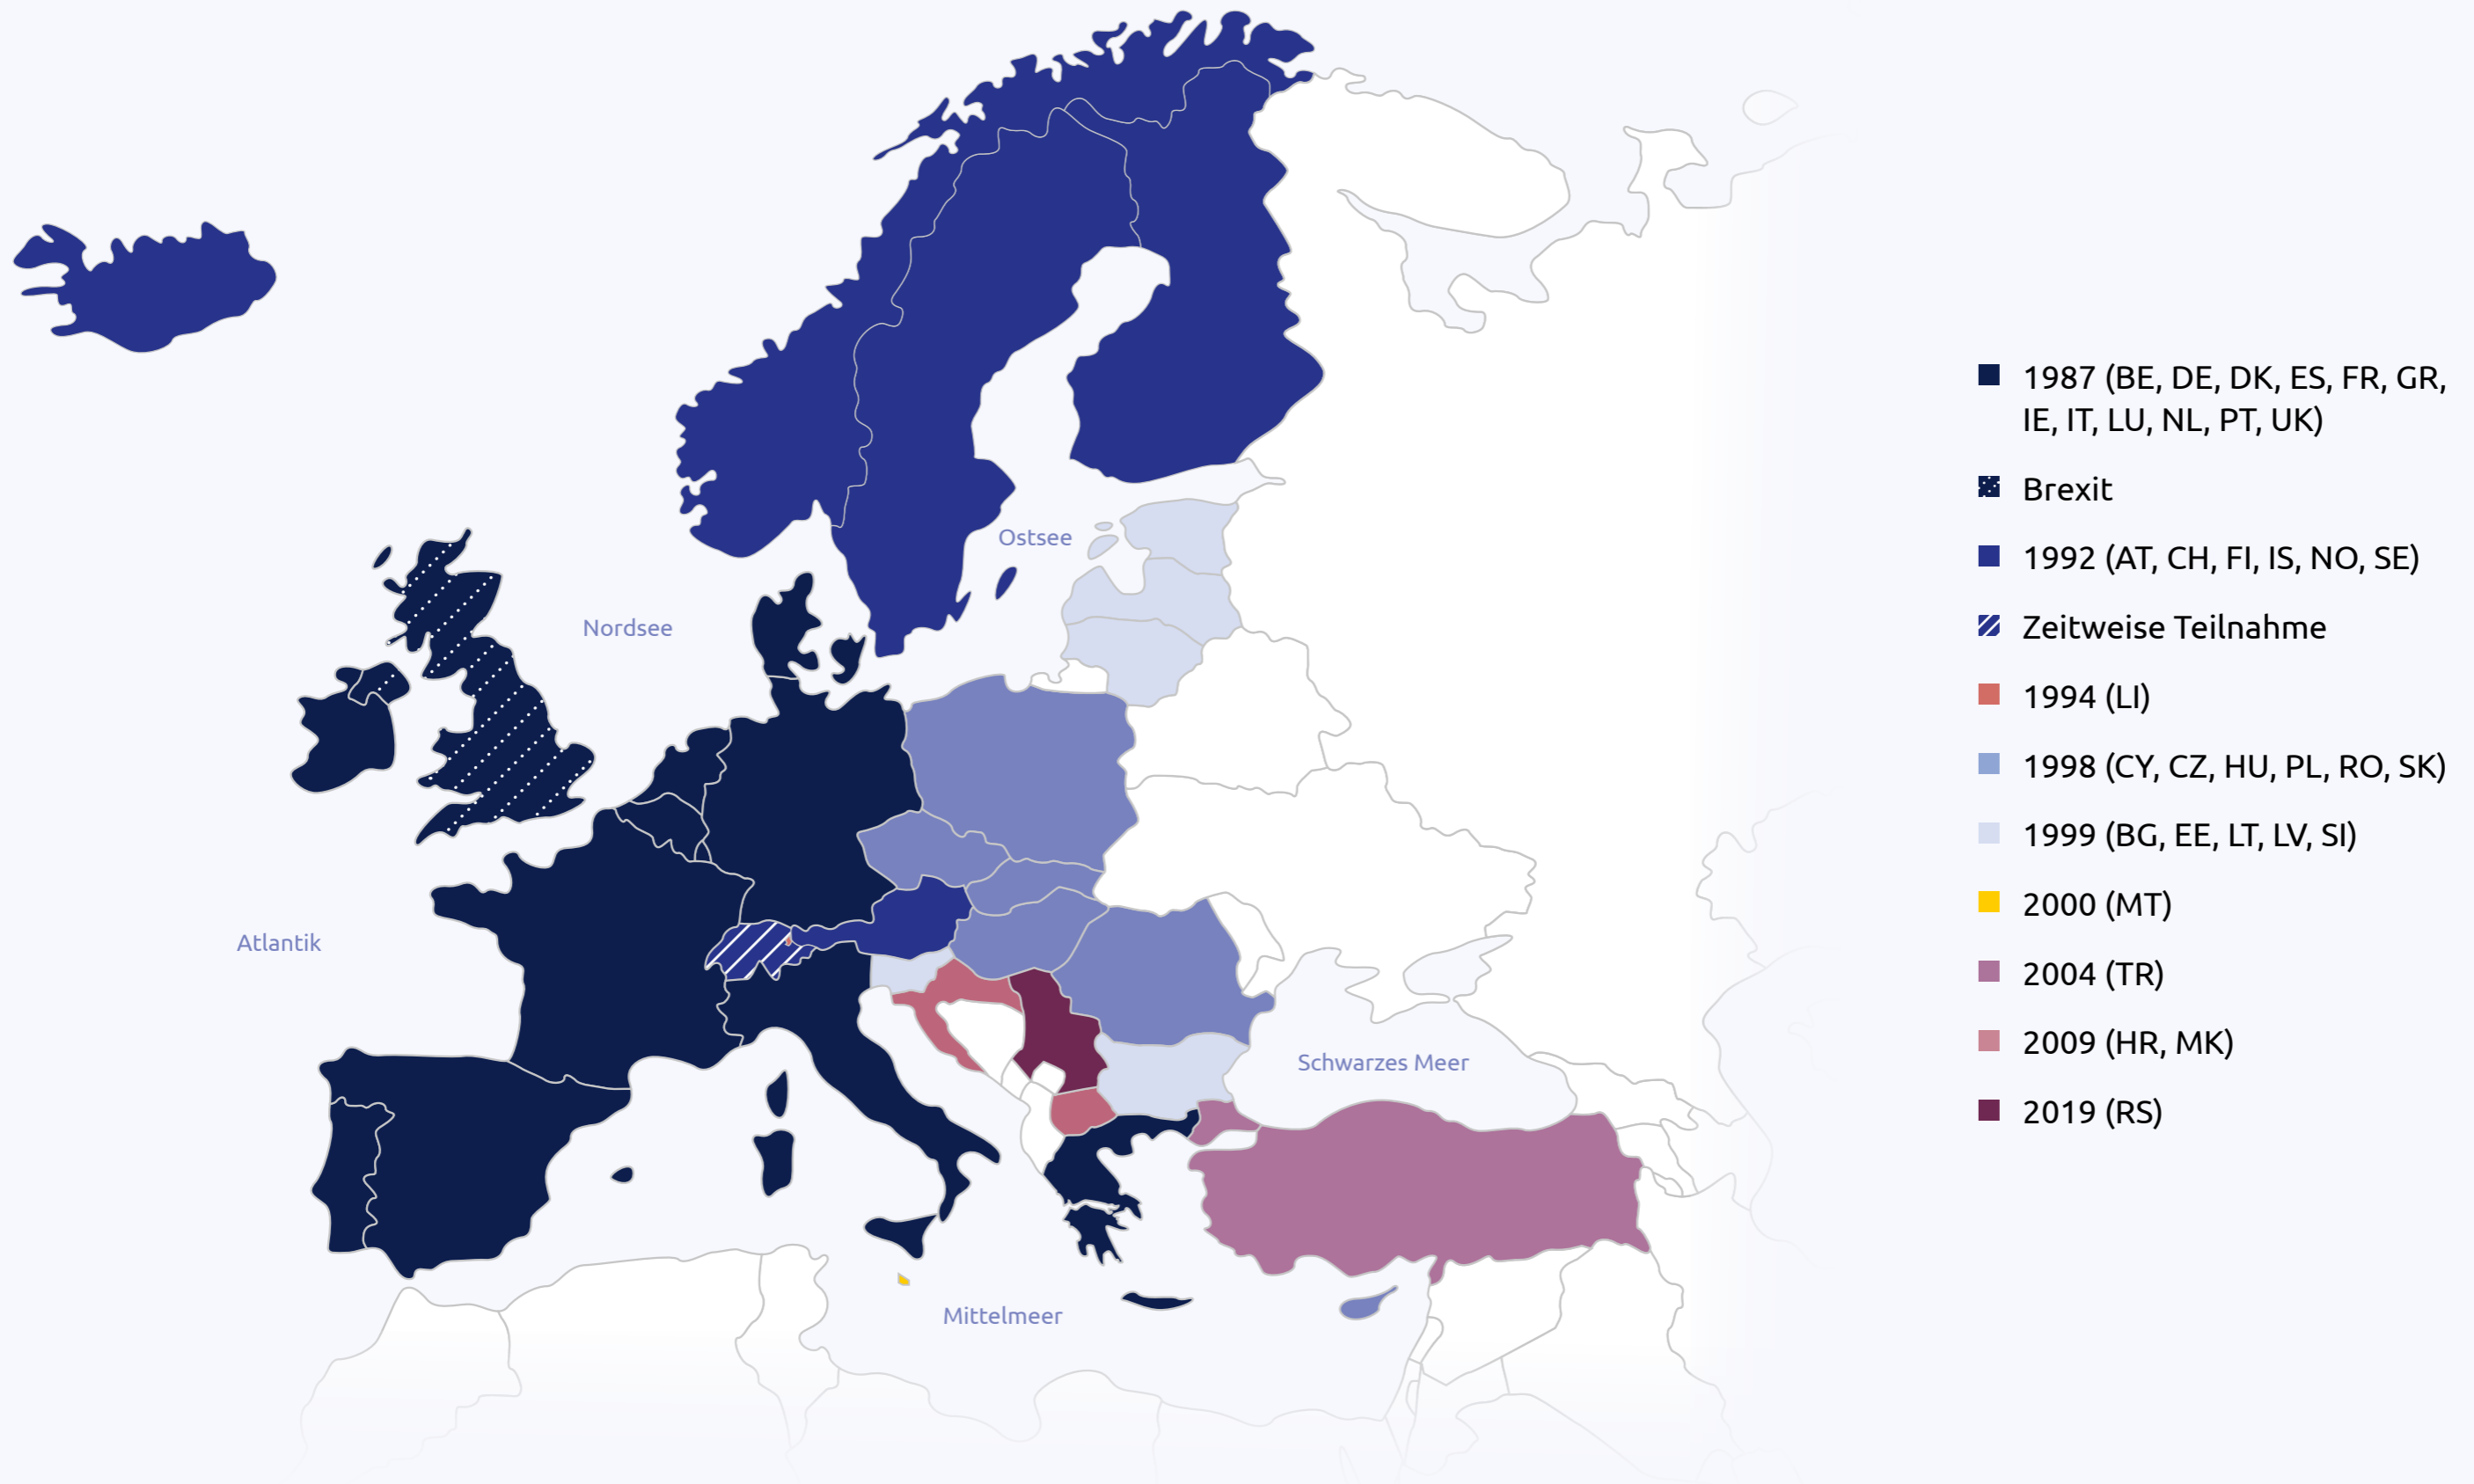 Ostsee
Nordsee
Atlantik
Schwarzes Meer
Mittelmeer
1987 (BE, DE, DK, ES, FR, GR,
IE, IT, LU, NL, PT, UK)
Brexit
1992 (AT, CH, FI, IS, NO, SE)
Zeitweise Teilnahme
1994 (LI)
1998 (CY, CZ, HU, PL, RO, SK)
1999 (BG, EE, LT, LV, SI)
2000 (MT)
2004 (TR)
2009 (HR, MK)
2019 (RS)